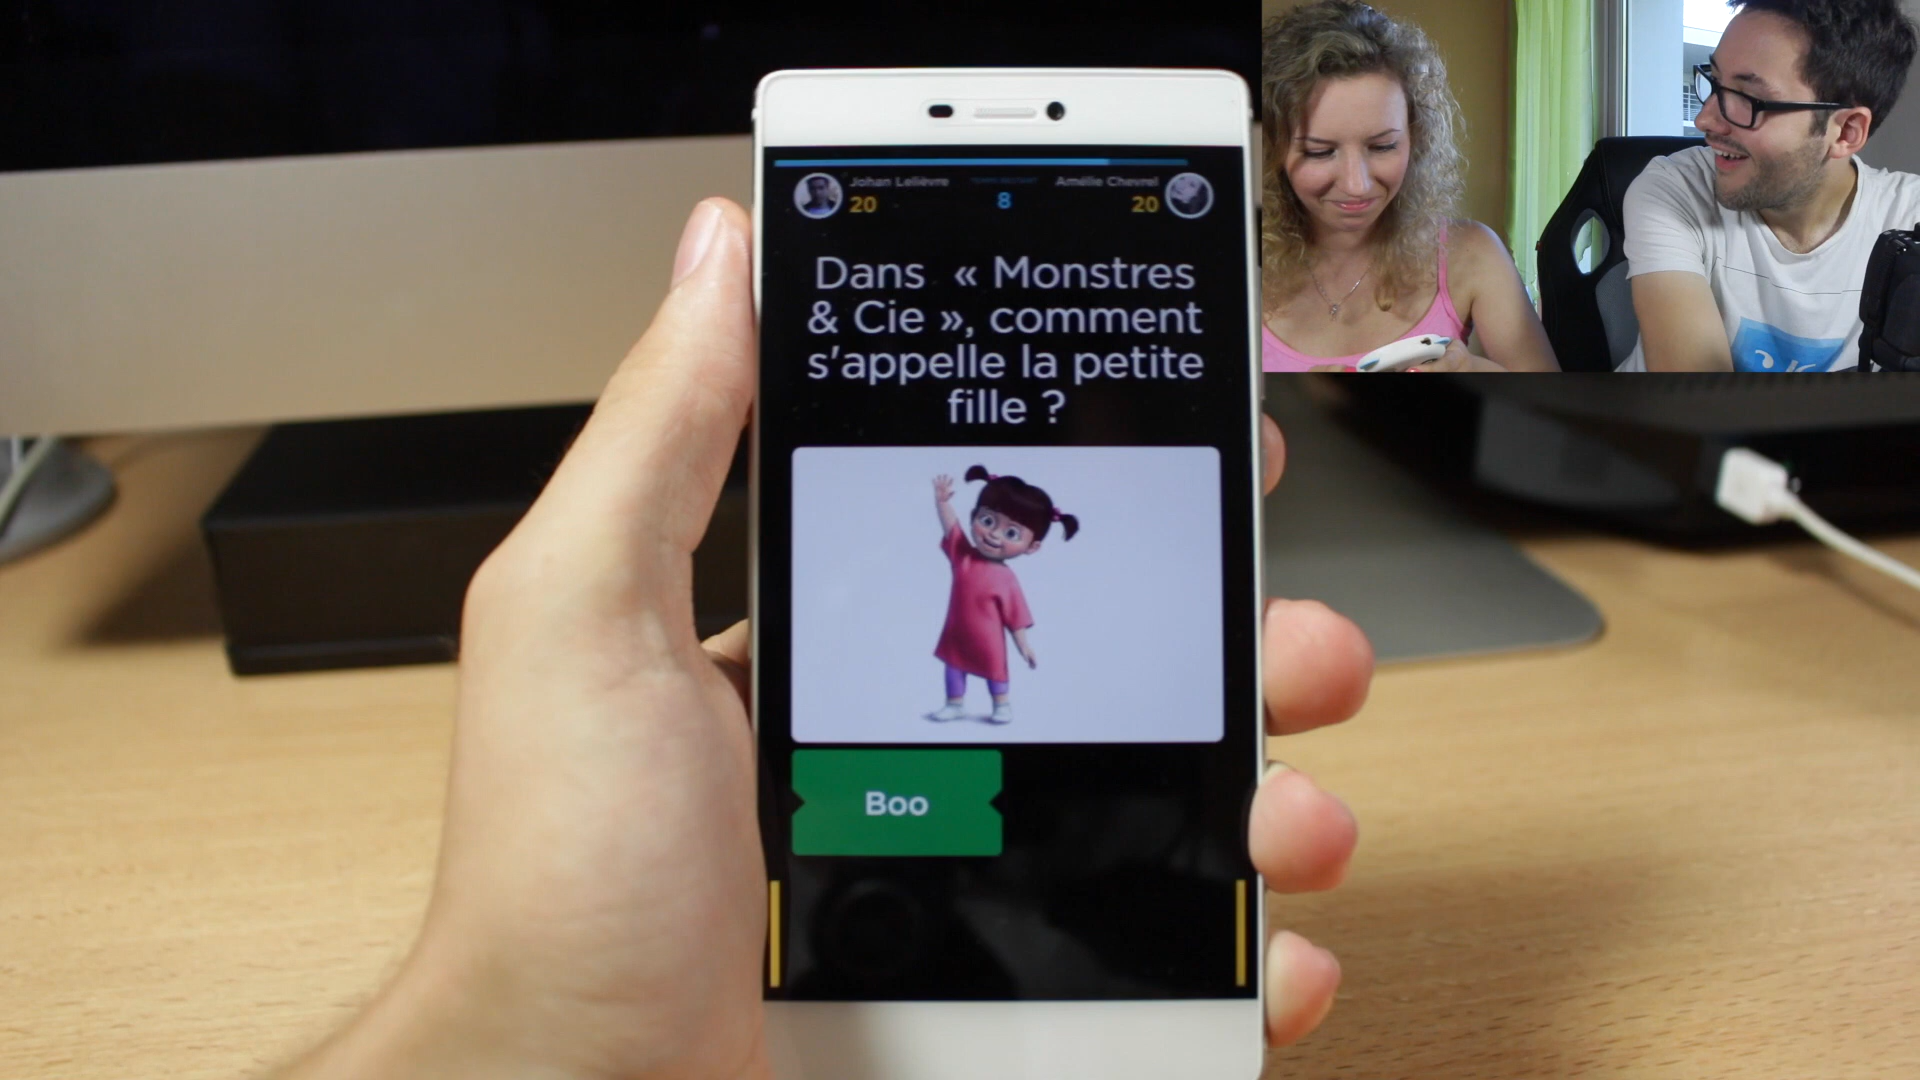 Johan Lelièvre
Amélie Chevrel
20
8
20
Dans « Monstres
& Cie », comment
s'appelle la petite
fille ?
Boo